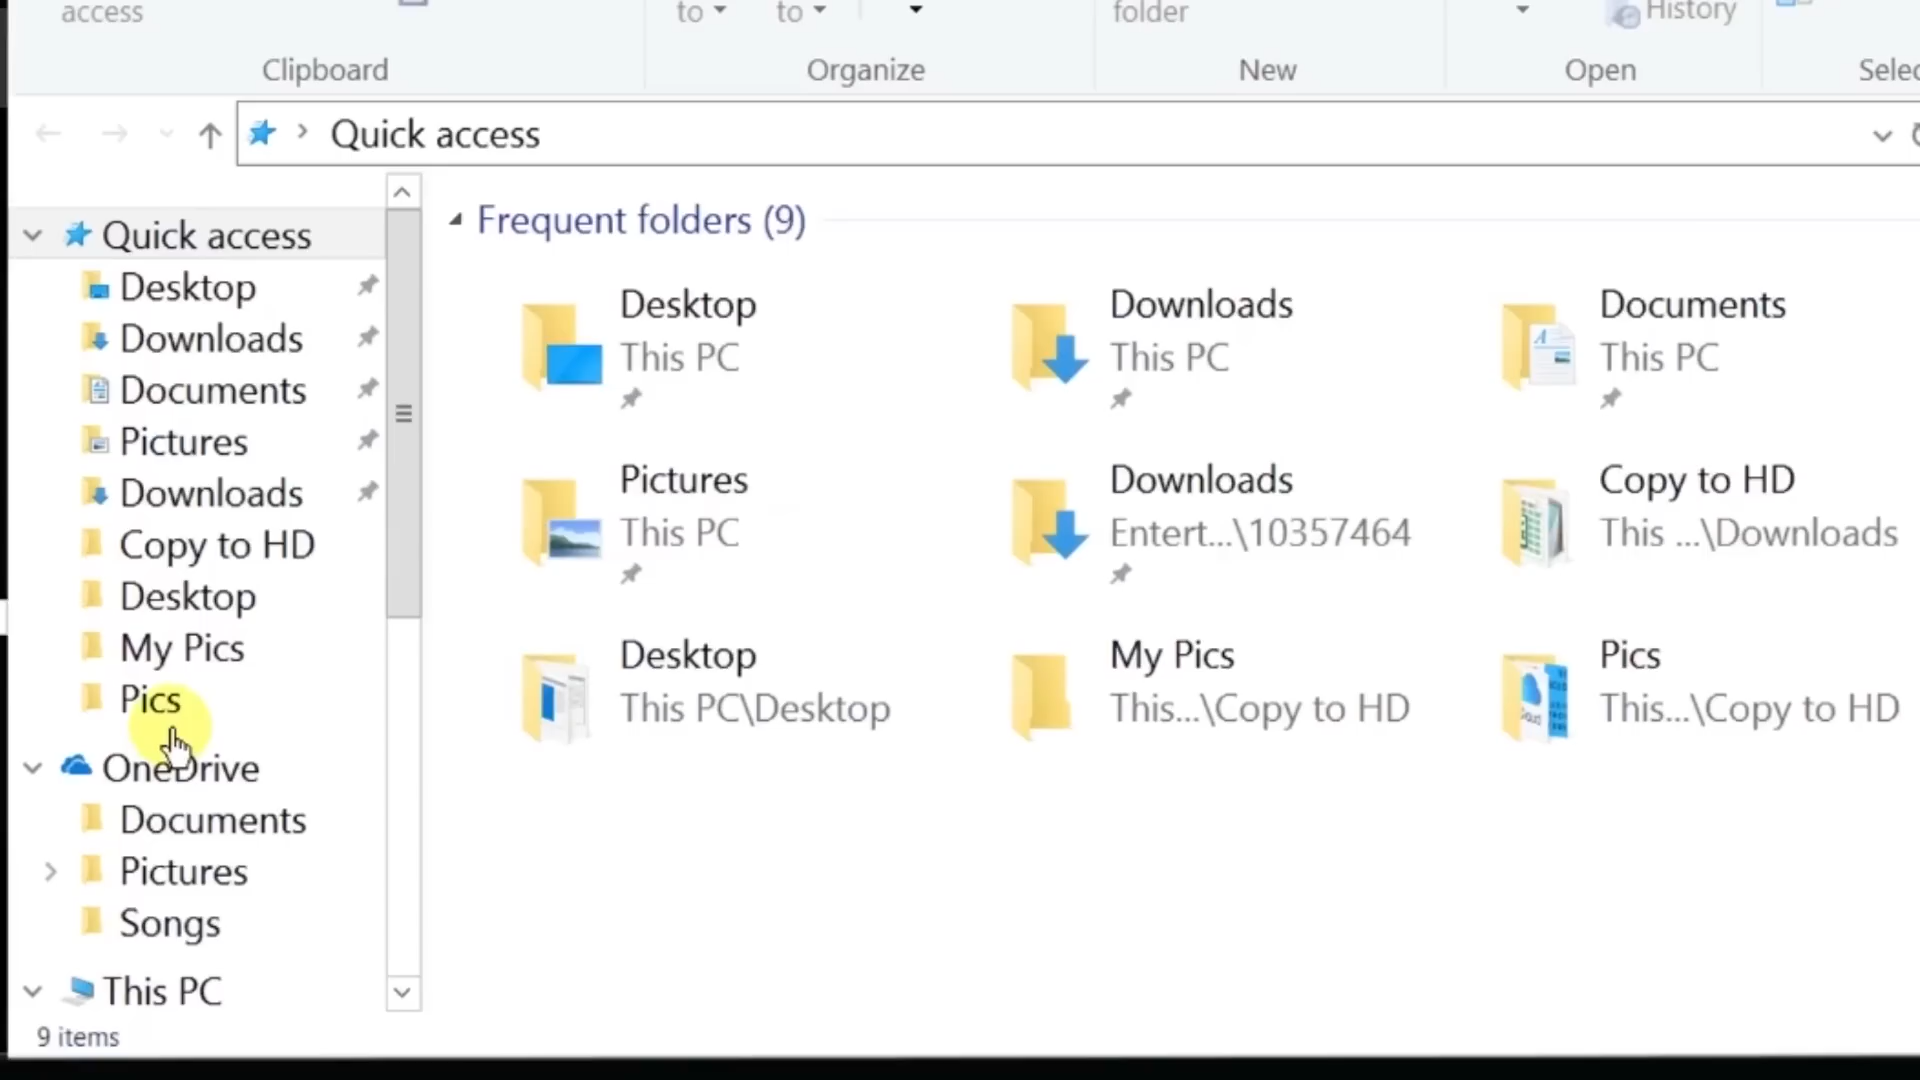 access
to
to
folder
History
Clipboard
Organize
New
Open
Selec
Quick access
Quick access
Desktop
Downloads
Documents
Pictures
Downloads
Copy to HD
Desktop
My Pics
Pics
OneDrive
Documents
Pictures
Songs
This PC
9 items
Frequent folders (9)
Desktop
This PC
Downloads
This PC
Documents
This PC
Pictures
This PC
Downloads
Entert...\10357464
Copy to HD
This ...\Downloads
Desktop
This PC\Desktop
My Pics
This...\Copy to HD
Pics
This...\Copy to HD